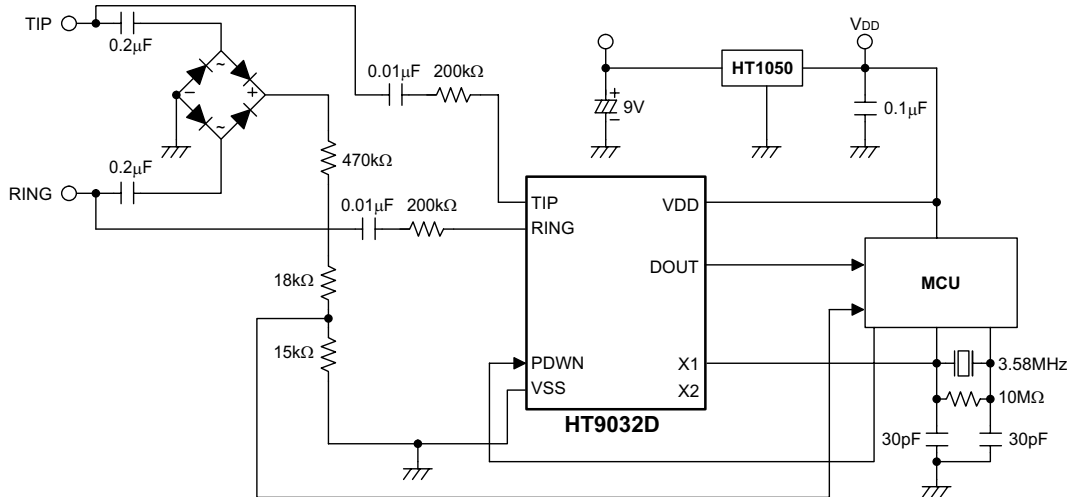 TIP
0.2μF
~
−
+
~
0.2μF
RING
0.01μF
200kΩ
470kΩ
0.01μF
200kΩ
18kΩ
15kΩ
+
−
9V
HT1050
VDD
0.1μF
TIP
RING
PDWN
VSS
VDD
DOUT
X1
X2
HT9032D
MCU
3.58MHz
10MΩ
30pF
30pF